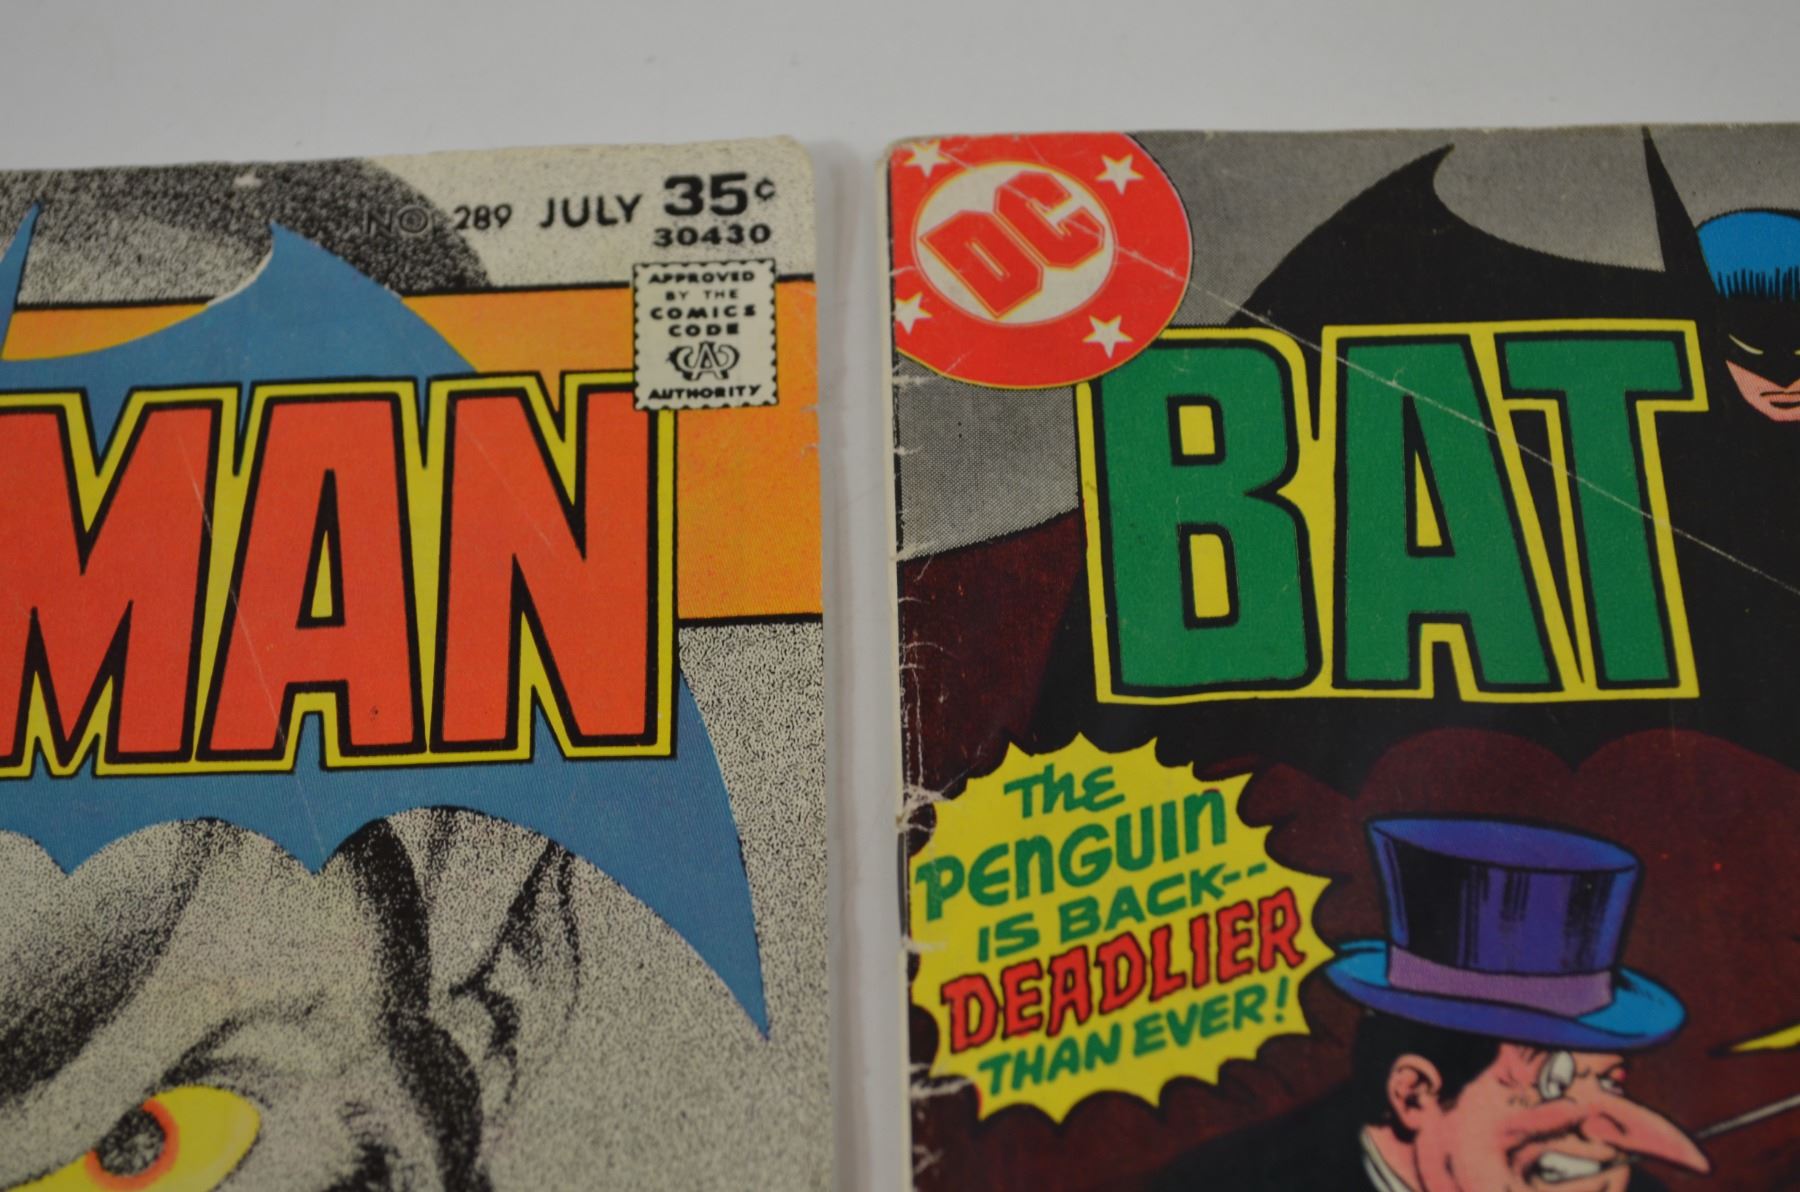 NO. 289 JULY 35¢
30430
APPROVED
BY THE
COMICS
CODE
CA
AUTHORITY
MAN
DC
BAT
The
PENGUIN
IS BACK--
DEADLIER
THAN EVER!